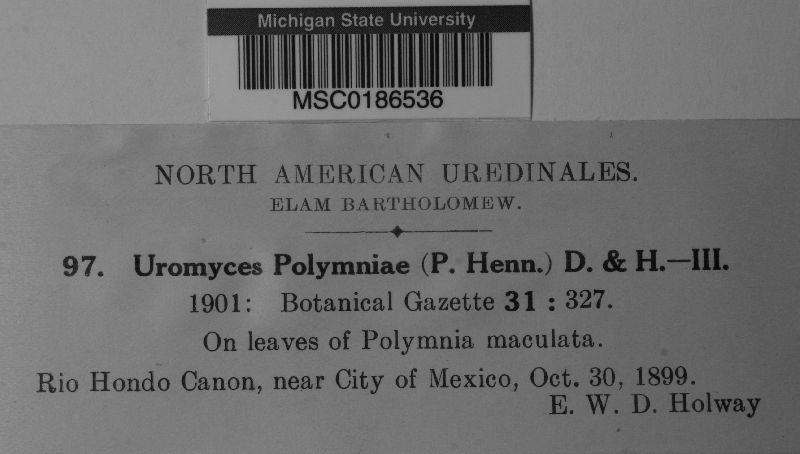 Michigan State University
MSC0186536
NORTH AMERICAN UREDINALES.
ELAM BARTHOLOMEW.
97. Uromyces Polymniae (P. Henn.) D. & H.—III.
1901: Botanical Gazette 31 : 327.
On leaves of Polymnia maculata.
Rio Hondo Canon, near City of Mexico, Oct. 30, 1899.
E. W. D. Holway